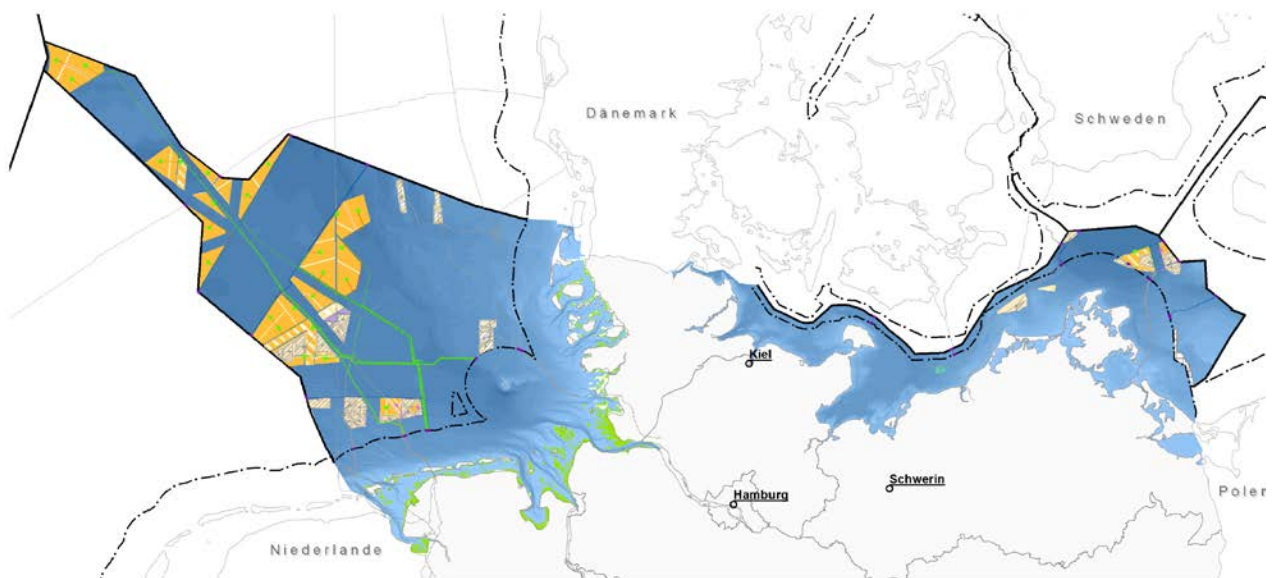 Dänemark
Schweden
Kiel
Schwerin
Hamburg
Polen
Niederlande